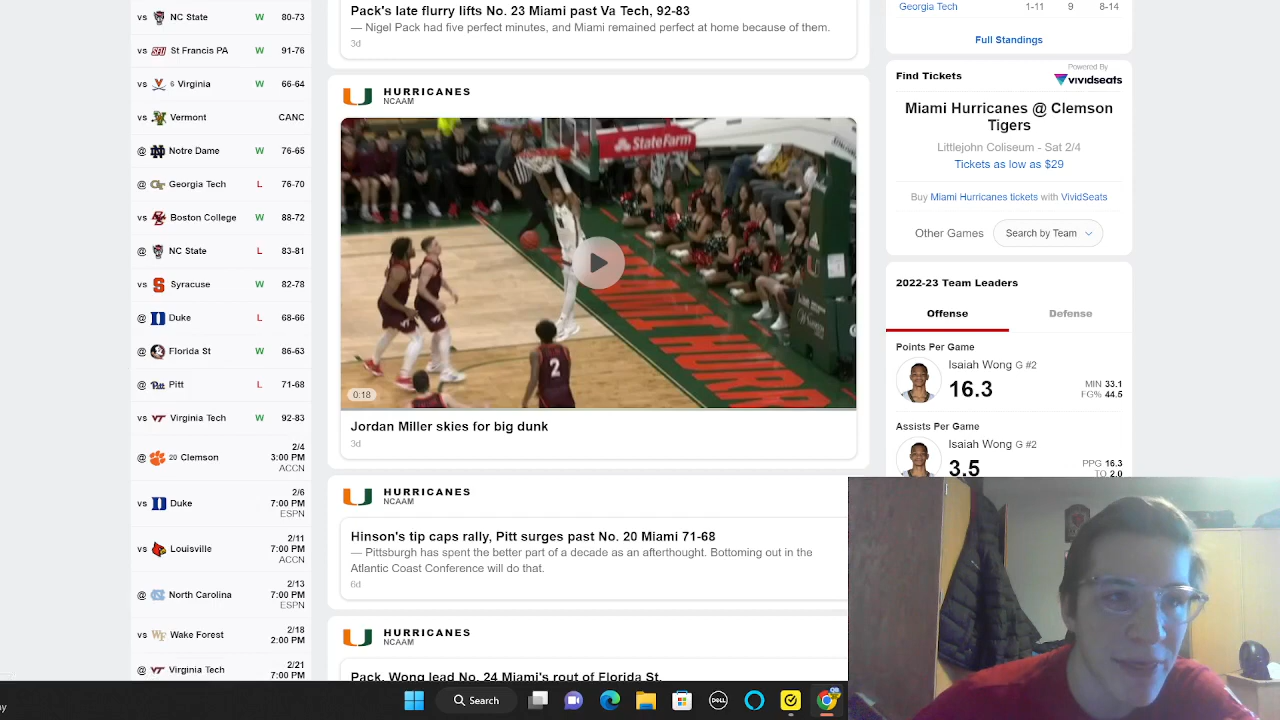 vs NC State W 80-73
vs St Francis PA W 91-76
vs 6 Virginia W 66-64
vs Vermont CANC
@ Notre Dame W 76-65
@ Georgia Tech L 76-70
vs Boston College W 88-72
@ NC State L 83-81
vs Syracuse W 82-78
@ Duke L 68-66
@ Florida St W 86-63
@ Pitt L 71-68
vs Virginia Tech W 92-83
@ 20 Clemson 2/4
3:00 PM
ACCN
vs Duke 2/6
7:00 PM
ESPN
vs Louisville 2/11
7:00 PM
ACCN
@ North Carolina 2/13
7:00 PM
ESPN
vs Wake Forest 2/18
2:00 PM
@ Virginia Tech 2/21
7:00 PM
Pack's late flurry lifts No. 23 Miami past Va Tech, 92-83
— Nigel Pack had five perfect minutes, and Miami remained perfect at home because of them.
3d
HURRICANES
NCAAM
StateFarm
2
0:18
Jordan Miller skies for big dunk
3d
HURRICANES
NCAAM
Hinson's tip caps rally, Pitt surges past No. 20 Miami 71-68
— Pittsburgh has spent the better part of a decade as an afterthought. Bottoming out in the
Atlantic Coast Conference will do that.
6d
HURRICANES
NCAAM
Pack, Wong lead No. 24 Miami's rout of Florida St.
Georgia Tech 1-11 9 8-14
Full Standings
Find Tickets
Powered By
vividseats
Miami Hurricanes @ Clemson
Tigers
Littlejohn Coliseum - Sat 2/4
Tickets as low as $29
Buy Miami Hurricanes tickets with VividSeats
Other Games Search by Team
2022-23 Team Leaders
Offense Defense
Points Per Game
Isaiah Wong G #2
16.3
MIN 33.1
FG% 44.5
Assists Per Game
Isaiah Wong G #2
3.5
PPG 16.3
TO 2.0
Search
DELL